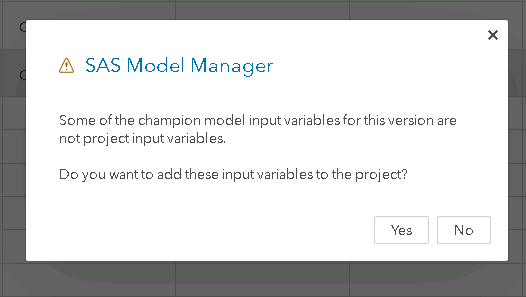 SAS Model Manager
Some of the champion model input variables for this version are
not project input variables.
Do you want to add these input variables to the project?
Yes No